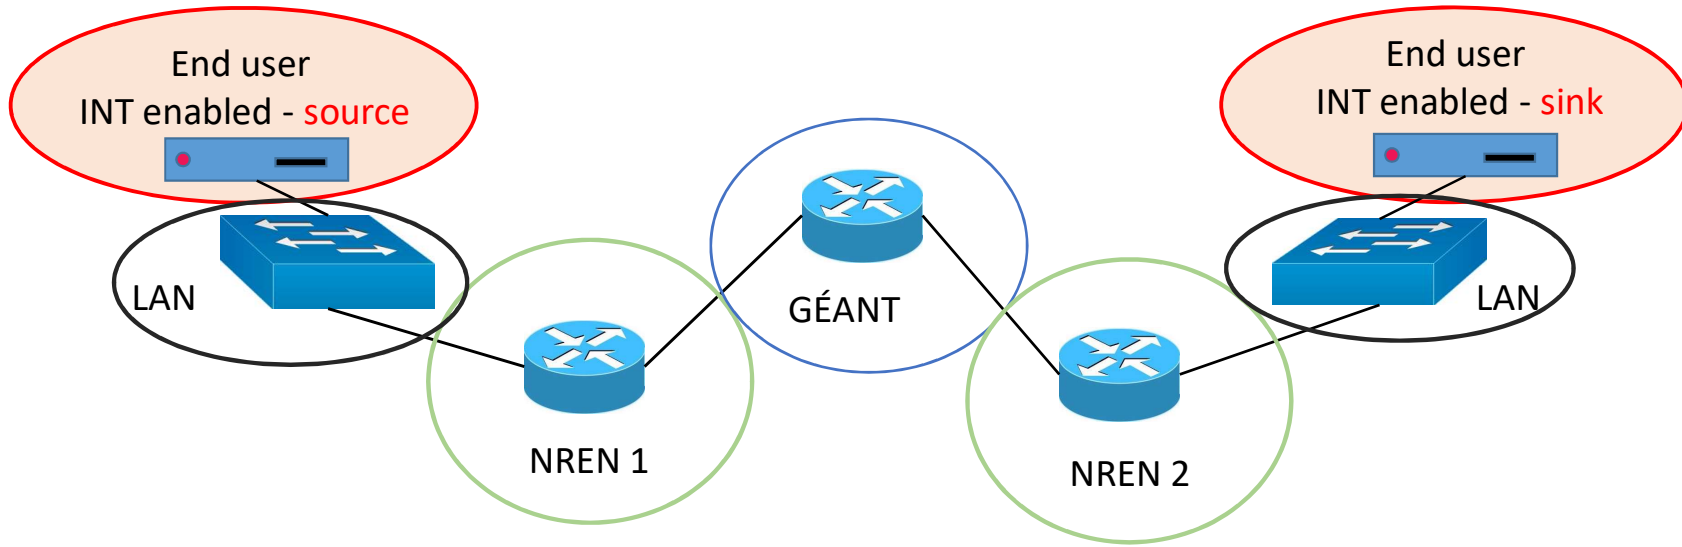 End user
INT enabled - source
LAN
NREN 1
GÉANT
NREN 2
End user
INT enabled - sink
LAN